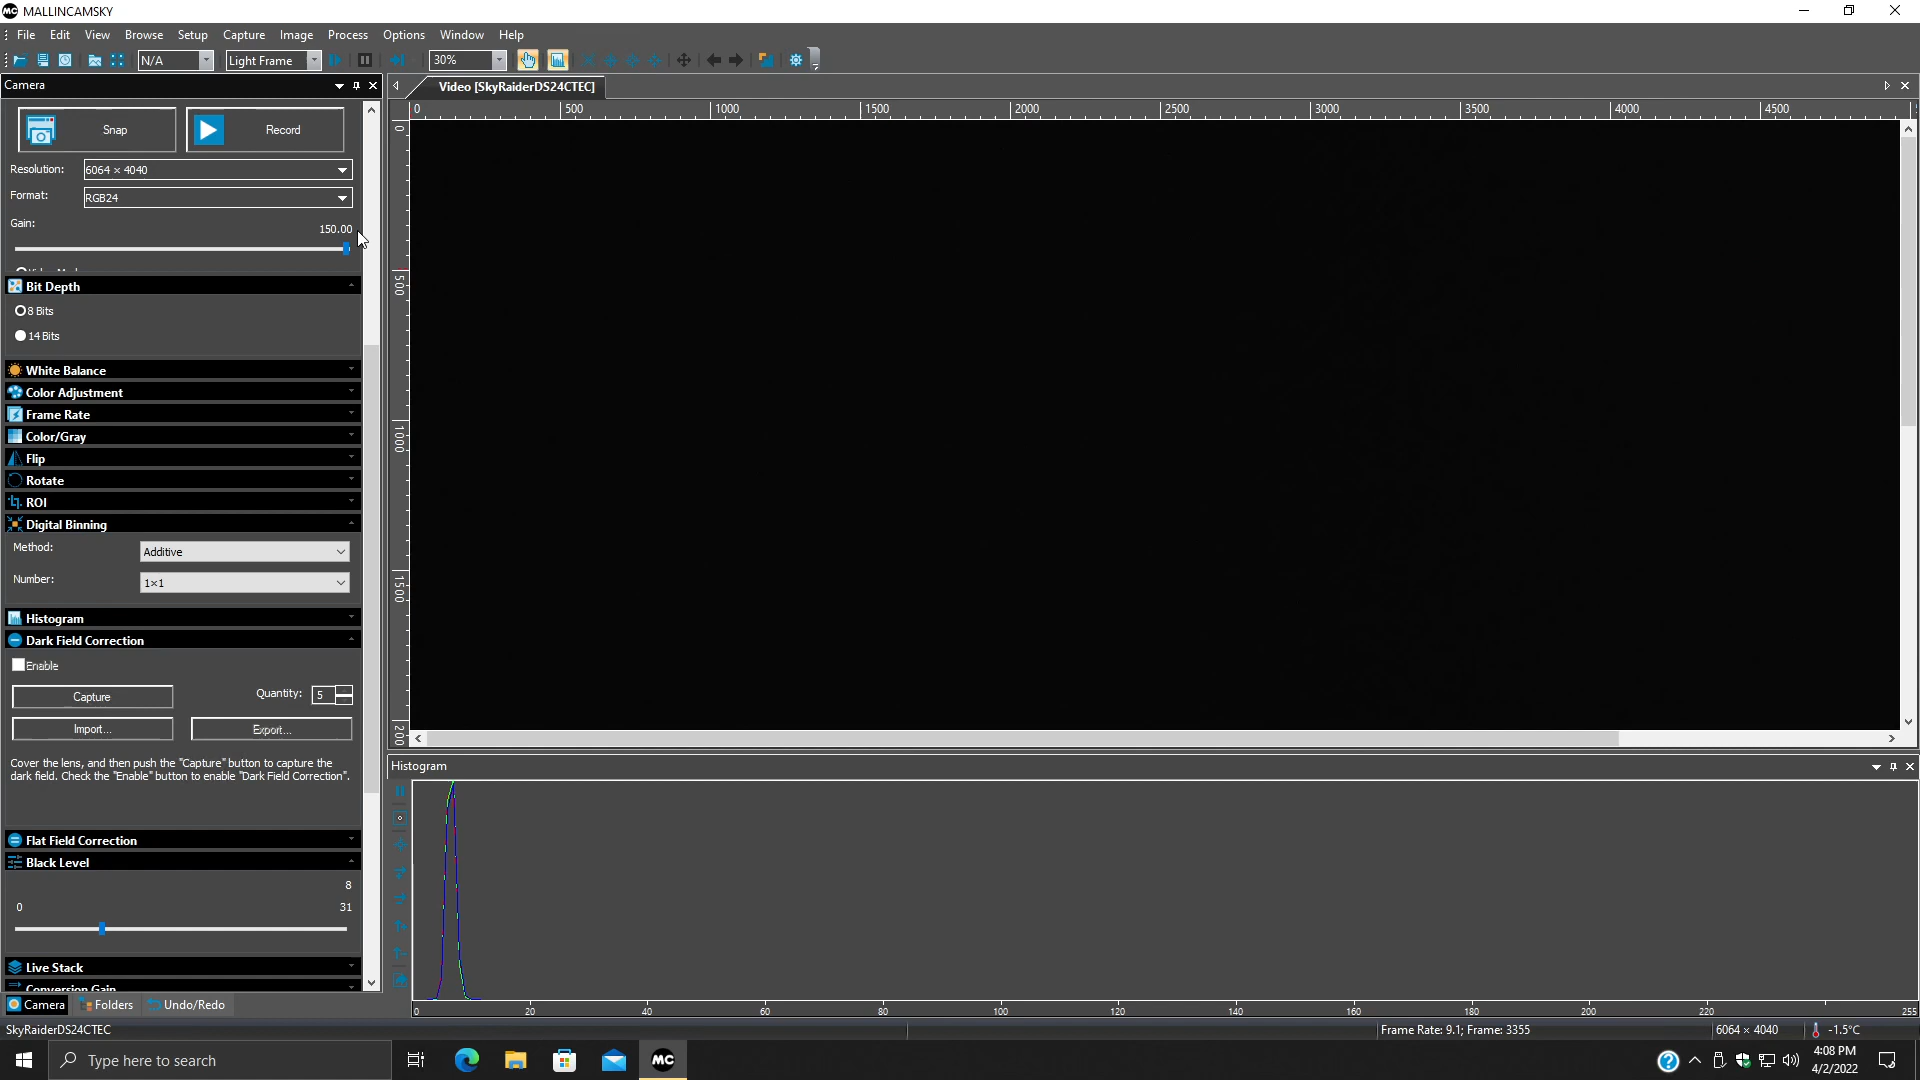 MALLINCAMSKY
File Edit View Browse Setup Capture Image Process Options Window Help
N/A Light Frame 30%
Camera
Video [SkyRaiderDS24CTEC]
0 500 1000 1500 2000 2500 3000 3500 4000 4500
Snap Record
Resolution: 6064 × 4040
Format: RGB24
Gain:
150.00
Bit Depth
8 Bits
14 Bits
White Balance
Color Adjustment
Frame Rate
Color/Gray
Flip
Rotate
ROI
Digital Binning
Method: Additive
Number: 1×1
Histogram
Dark Field Correction
Enable
Capture Quantity: 5
Import... Export...
Cover the lens, and then push the "Capture" button to capture the
dark field. Check the "Enable" button to enable "Dark Field Correction".
Flat Field Correction
Black Level
8
0 31
Live Stack
Conversion Gain
Camera Folders Undo/Redo
0
500
1000
1500
200
Histogram
0 20 40 60 80 100 120 140 160 180 200 220 255
SkyRaiderDS24CTEC
Frame Rate: 9.1; Frame: 3355 6064 × 4040 -1.5°C
Type here to search
MC
4:08 PM
4/2/2022